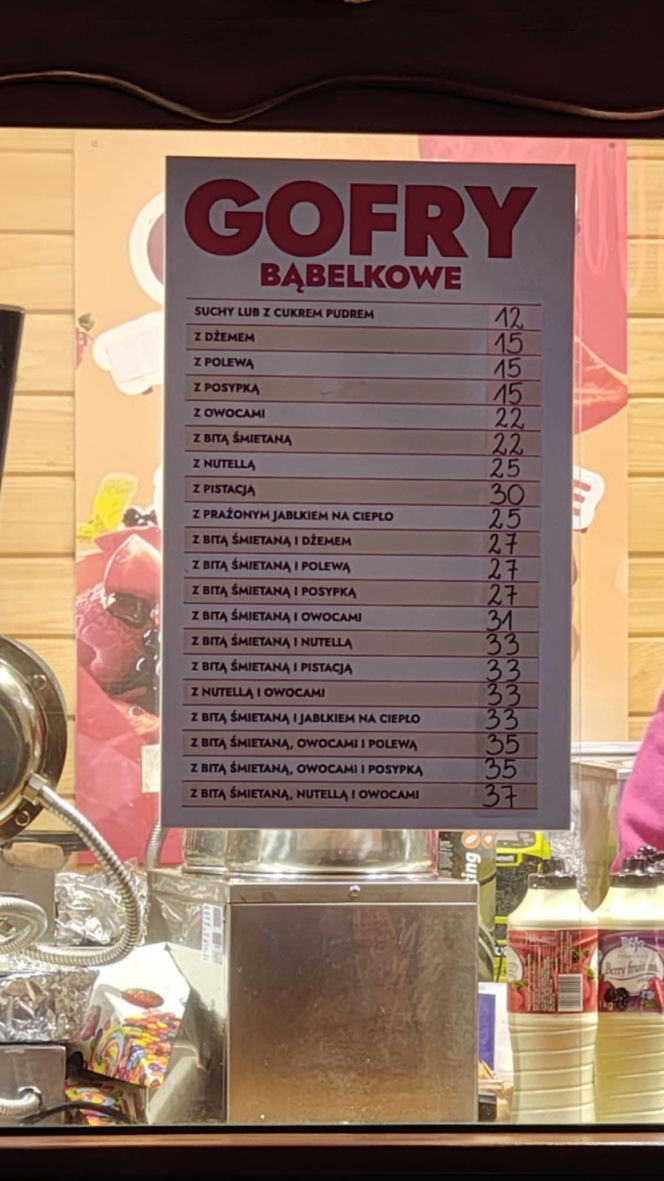 GOFRY
BĄBELKOWE
SUCHY LUB Z CUKREM PUDREM 12
Z DŻEMEM 15
Z POLEWĄ 15
Z POSYPKĄ 15
Z OWOCAMI 22
Z BITĄ ŚMIETANĄ 22
Z NUTELLĄ 25
Z PISTACJĄ 30
Z PRAŻONYM JABŁKIEM NA CIEPŁO 25
Z BITĄ ŚMIETANĄ I DŻEMEM 27
Z BITĄ ŚMIETANĄ I POLEWĄ 27
Z BITĄ ŚMIETANĄ I POSYPKĄ 27
Z BITĄ ŚMIETANĄ I OWOCAMI 31
Z BITĄ ŚMIETANĄ I NUTELLĄ 33
Z BITĄ ŚMIETANĄ I PISTACJĄ 33
Z NUTELLĄ I OWOCAMI 33
Z BITĄ ŚMIETANĄ I JABŁKIEM NA CIEPŁO 33
Z BITĄ ŚMIETANĄ, OWOCAMI I POLEWĄ 35
Z BITĄ ŚMIETANĄ, OWOCAMI I POSYPKĄ 35
Z BITĄ ŚMIETANĄ, NUTELLĄ I OWOCAMI 37
Berry fruit